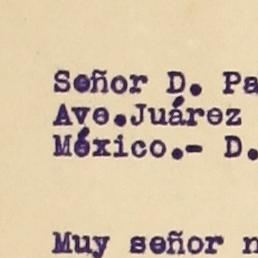 Señor D. Pa
Ave.Juárez
México.- D.
Muy señor n